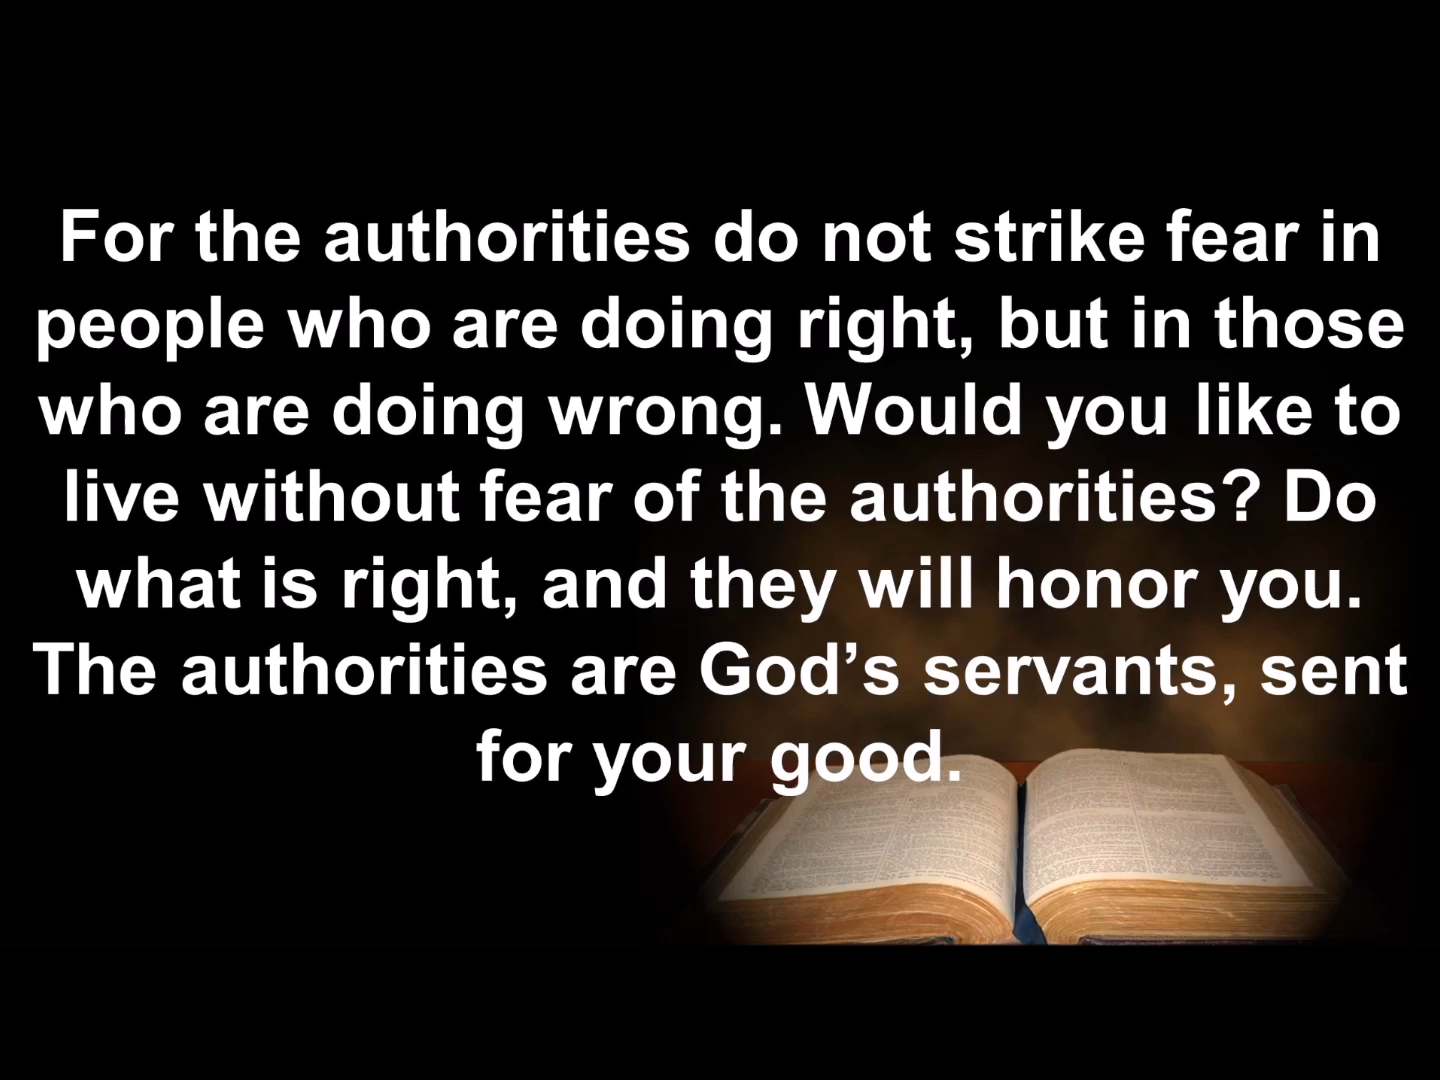 For the authorities do not strike fear in
people who are doing right, but in those
who are doing wrong. Would you like to
live without fear of the authorities? Do
what is right, and they will honor you.
The authorities are God’s servants, sent
for your good.